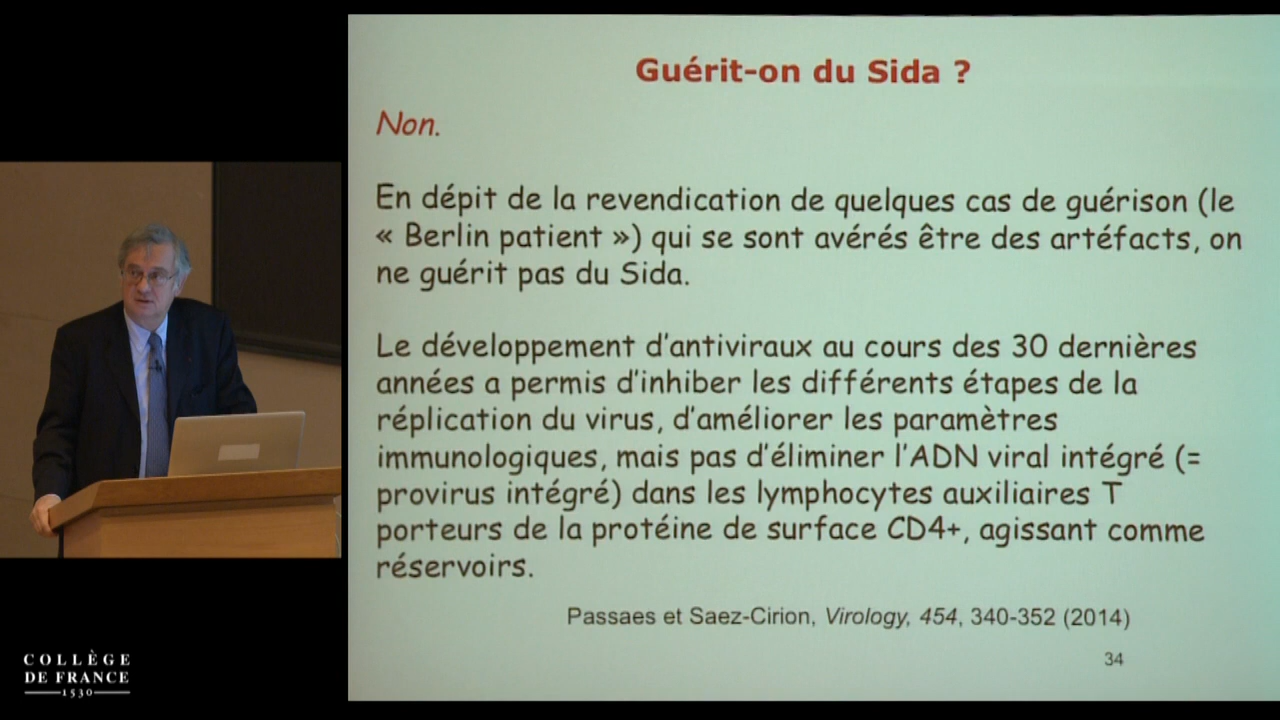 Guérit-on du Sida ?
Non.
En dépit de la revendication de quelques cas de guérison (le
« Berlin patient ») qui se sont avérés être des artéfacts, on
ne guérit pas du Sida.
Le développement d'antiviraux au cours des 30 dernières
années a permis d'inhiber les différents étapes de la
réplication du virus, d'améliorer les paramètres
immunologiques, mais pas d'éliminer l'ADN viral intégré (=
provirus intégré) dans les lymphocytes auxiliaires T
porteurs de la protéine de surface CD4+, agissant comme
réservoirs.
Passaes et Saez-Cirion, Virology, 454, 340-352 (2014)
34
COLLÈGE
DE FRANCE
1530